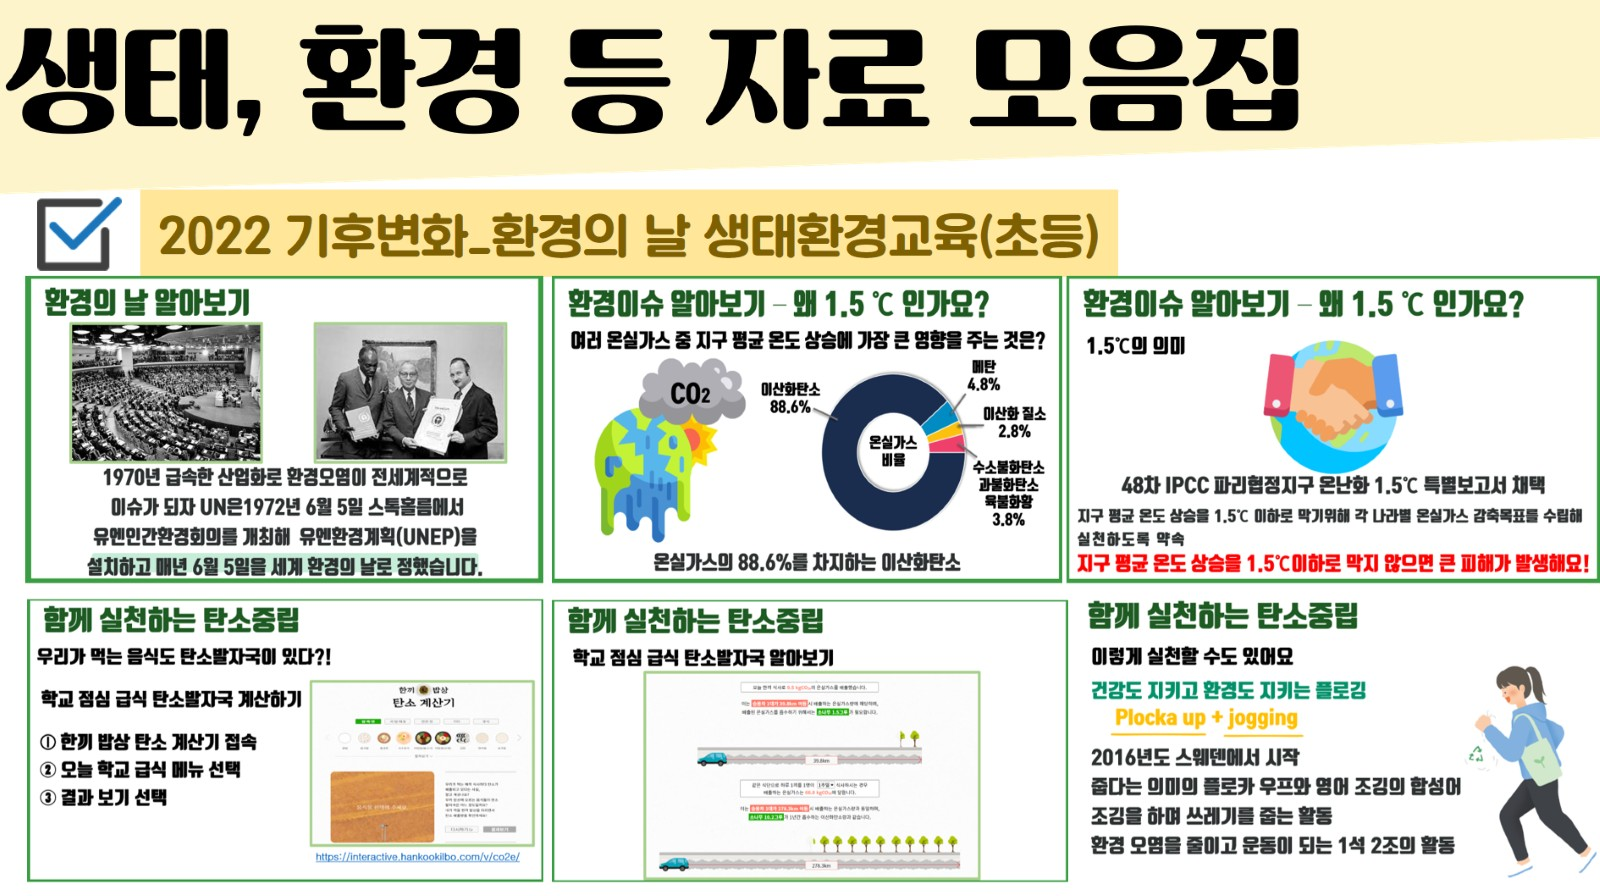 생태, 환경 등 자료 모음집
2022 기후변화_환경의 날 생태환경교육(초등)
환경의 날 알아보기
1970년 급속한 산업화로 환경오염이 전세계적으로
이슈가 되자 UN은1972년 6월 5일 스톡홀름에서
유엔인간환경회의를 개최해 유엔환경계획(UNEP)을
설치하고 매년 6월 5일을 세계 환경의 날로 정했습니다.
환경이슈 알아보기 – 왜 1.5 ℃ 인가요?
여러 온실가스 중 지구 평균 온도 상승에 가장 큰 영향을 주는 것은?
CO2
이산화탄소
88.6%
메탄
4.8%
이산화 질소
2.8%
수소불화탄소
과불화탄소
육불화황
3.8%
온실가스
비율
온실가스의 88.6%를 차지하는 이산화탄소
환경이슈 알아보기 – 왜 1.5 ℃ 인가요?
1.5℃의 의미
48차 IPCC 파리협정지구 온난화 1.5℃ 특별보고서 채택
지구 평균 온도 상승을 1.5℃ 이하로 막기위해 각 나라별 온실가스 감축목표를 수립해
실천하도록 약속
지구 평균 온도 상승을 1.5℃이하로 막지 않으면 큰 피해가 발생해요!
함께 실천하는 탄소중립
우리가 먹는 음식도 탄소발자국이 있다?!
학교 점심 급식 탄소발자국 계산하기
① 한끼 밥상 탄소 계산기 접속
② 오늘 학교 급식 메뉴 선택
③ 결과 보기 선택
한끼 밥상
탄소 계산기
https://interactive.hankookilbo.com/v/co2e/
함께 실천하는 탄소중립
학교 점심 급식 탄소발자국 알아보기
함께 실천하는 탄소중립
이렇게 실천할 수도 있어요
건강도 지키고 환경도 지키는 플로깅
Plocka up + jogging
2016년도 스웨덴에서 시작
줍다는 의미의 플로카 우프와 영어 조깅의 합성어
조깅을 하며 쓰레기를 줍는 활동
환경 오염을 줄이고 운동이 되는 1석 2조의 활동